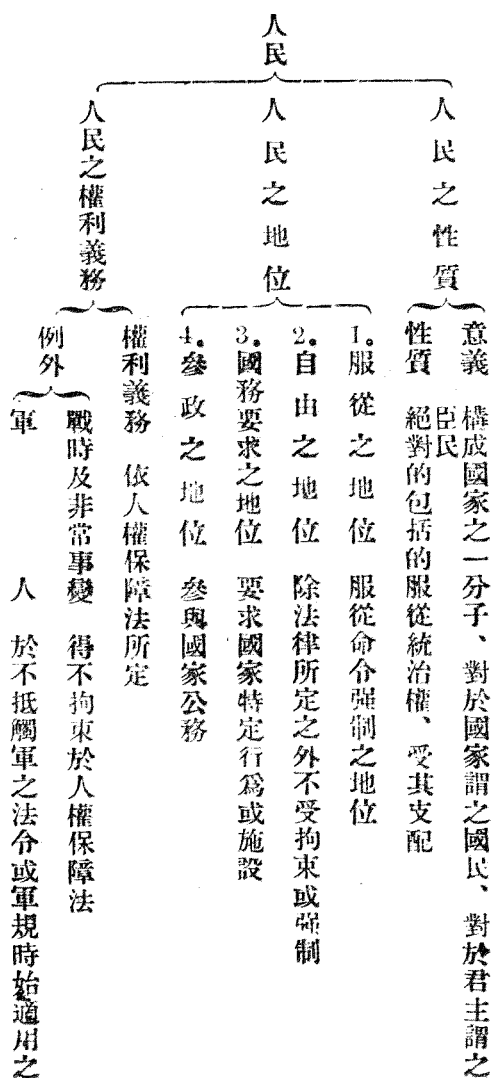 人民
人民之性質
意義　構成國家之一分子、對於國家謂之國民、對於君主謂之
臣民
性質　絕對的包括的服從統治權、受其支配
人民之地位
1。服從之地位　服從命令强制之地位
2。自由之地位　除法律所定之外不受拘束或强制
3。國務要求之地位　要求國家特定行爲或施設
4。參政之地位　參與國家公務
人民之權利義務
權利義務　依人權保障法所定
例外
戰時及非常事變　得不拘束於人權保障法
軍人　於不抵觸軍之法令或軍規時始適用之